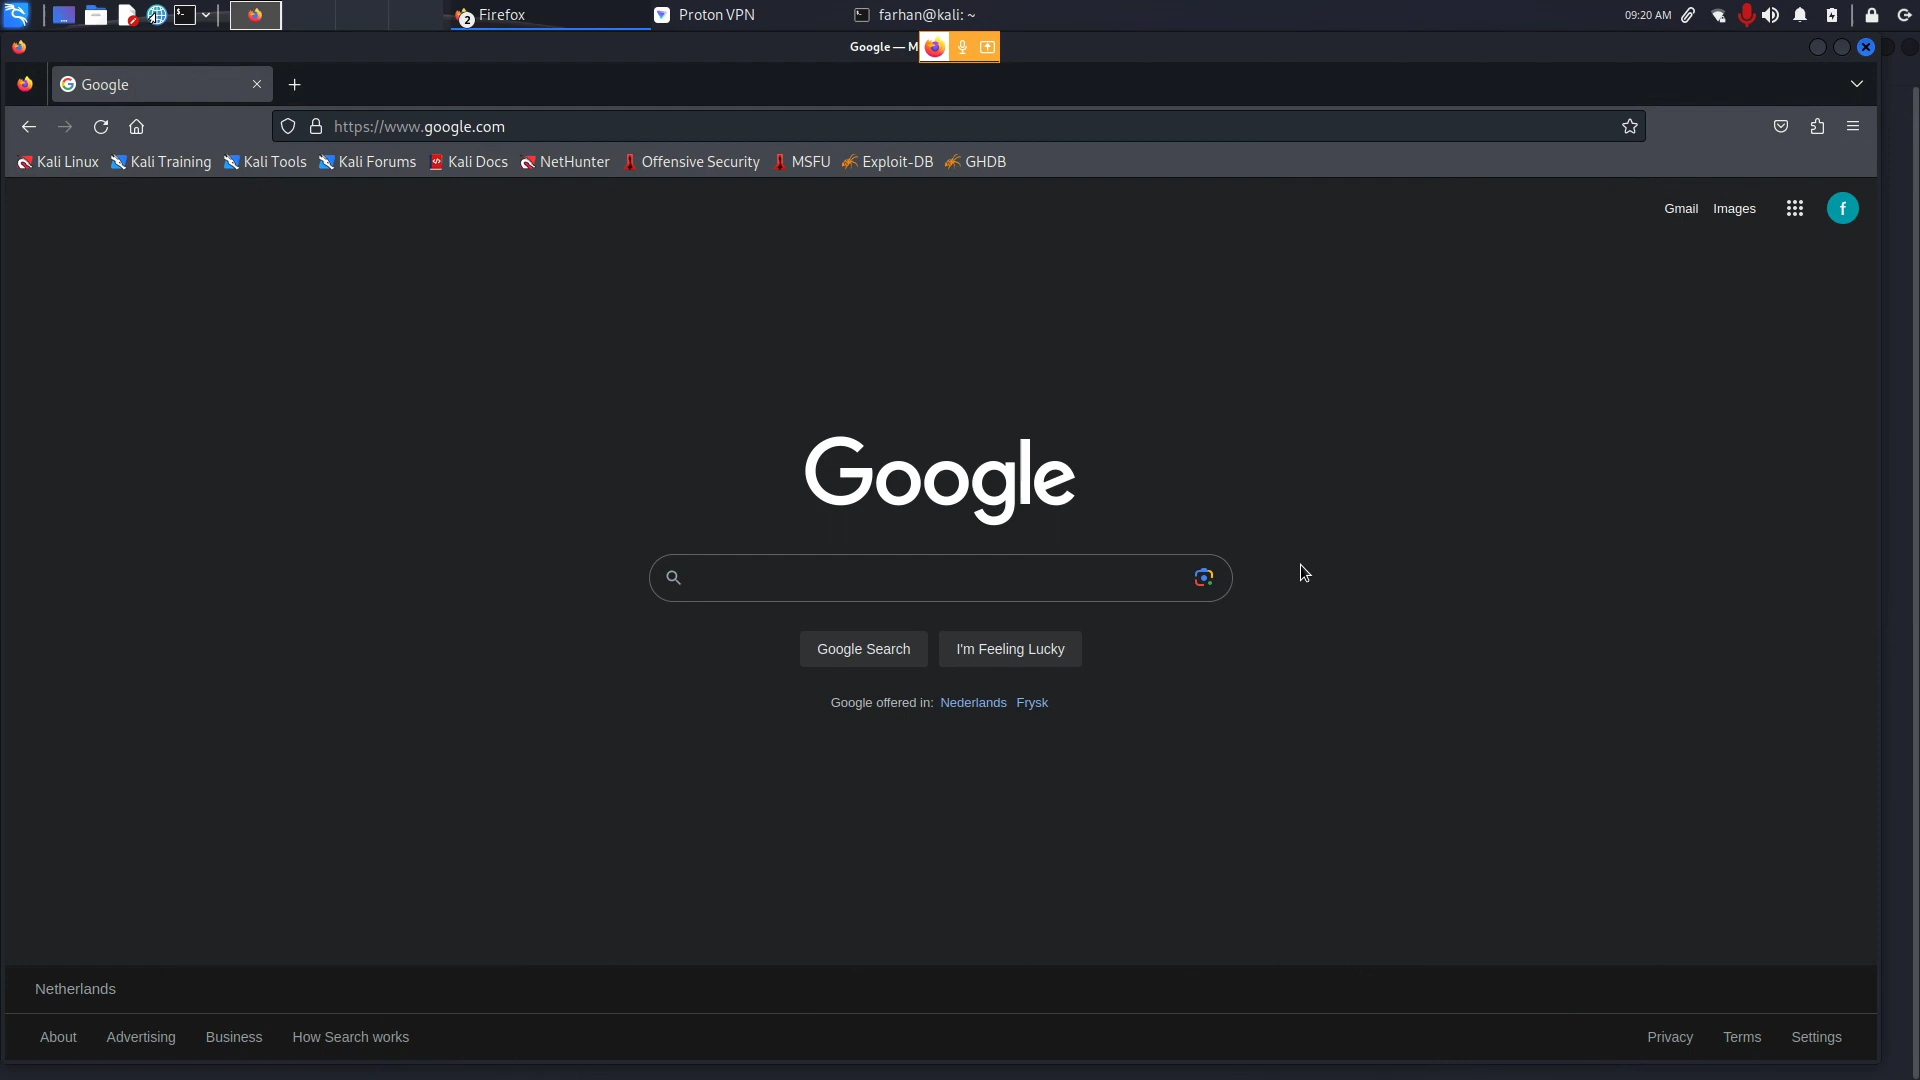 Firefox
Proton VPN
farhan@kali: ~
09:20 AM
2
Google — M
Google
https://www.google.com
Kali Linux
Kali Training
Kali Tools
Kali Forums
Kali Docs
NetHunter
Offensive Security
MSFU
Exploit-DB
GHDB
Gmail
Images
f
Google
Google Search
I'm Feeling Lucky
Google offered in: Nederlands Frysk
Netherlands
About
Advertising
Business
How Search works
Privacy
Terms
Settings